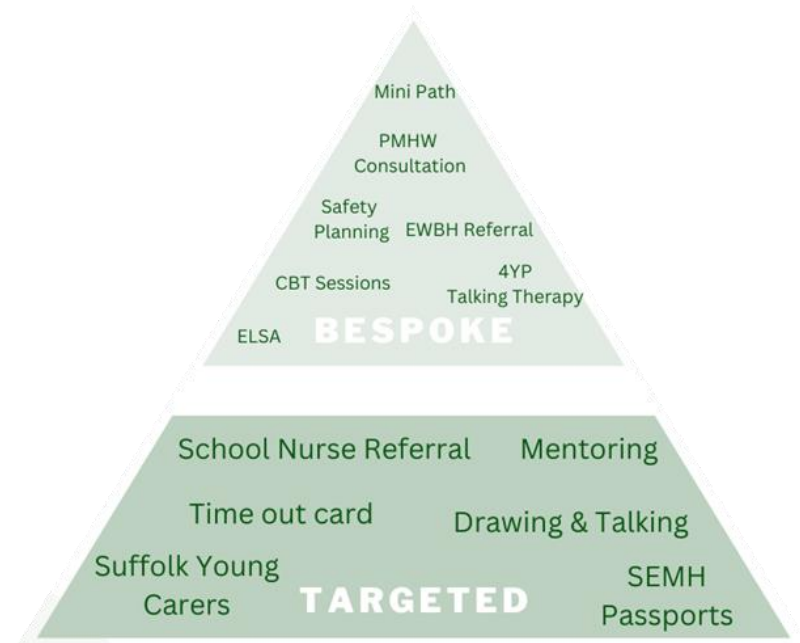 Mini Path
PMHW
Consultation
Safety
Planning
EWBH Referral
CBT Sessions
4YP
Talking Therapy
ELSA
BESPOKE
School Nurse Referral
Mentoring
Time out card
Drawing & Talking
Suffolk Young
Carers
SEMH
Passports
TARGETED